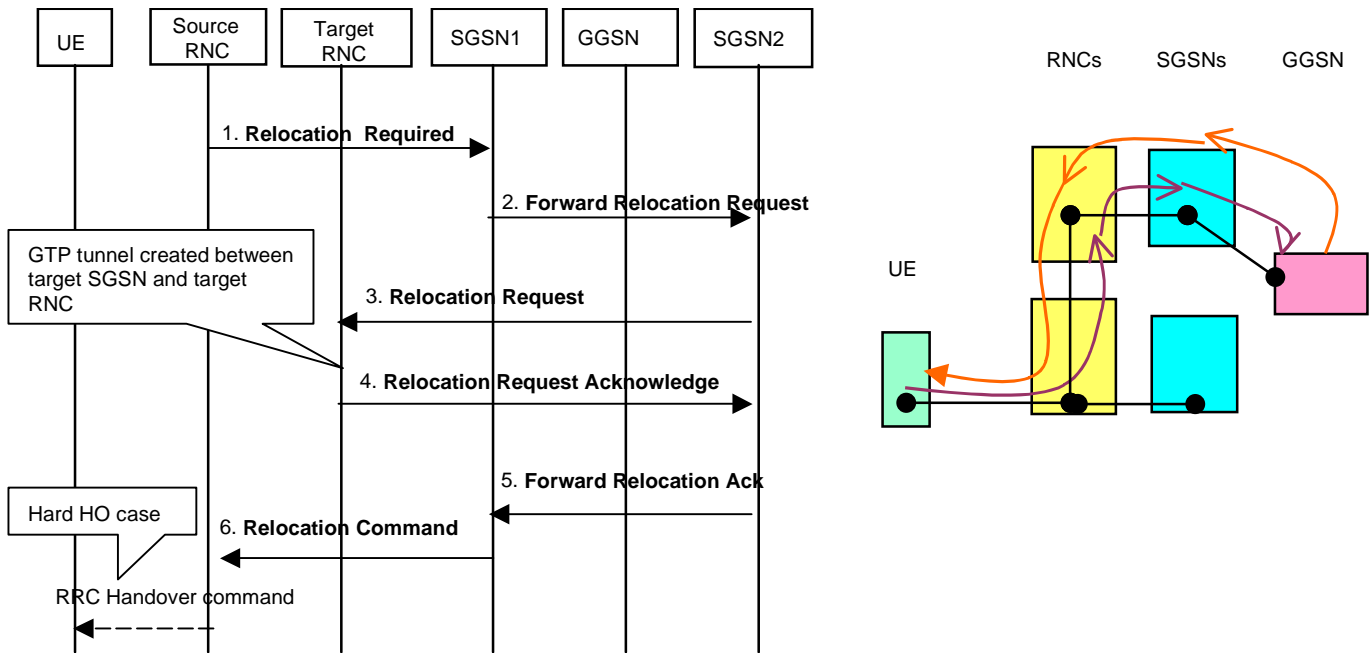 UE
Source
RNC
Target
RNC
SGSN1
GGSN
SGSN2
1. Relocation Required
2. Forward Relocation Request
GTP tunnel created between
target SGSN and target
RNC
3. Relocation Request
4. Relocation Request Acknowledge
5. Forward Relocation Ack
Hard HO case
6. Relocation Command
RRC Handover command
RNCs
SGSNs
GGSN
UE